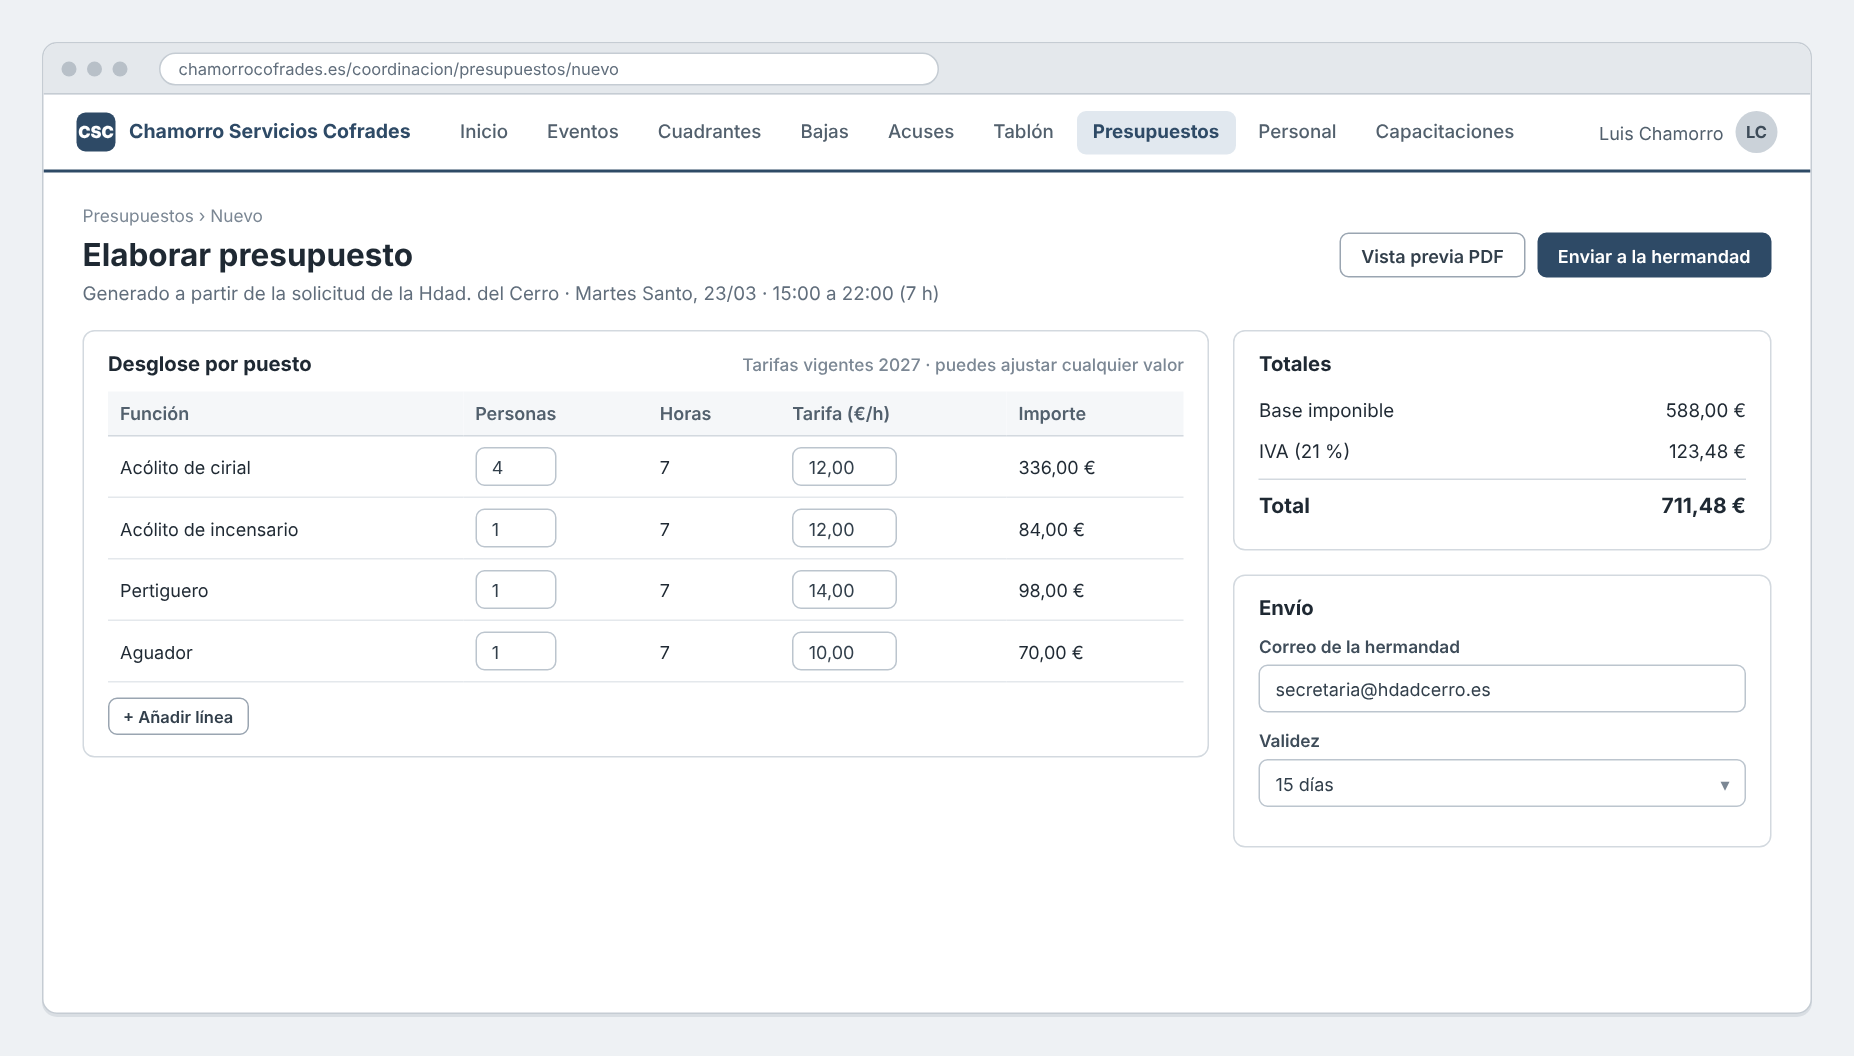 chamorrocofrades.es/coordinacion/presupuestos/nuevo
CSC Chamorro Servicios Cofrades Inicio Eventos Cuadrantes Bajas Acuses Tablón Presupuestos Personal Capacitaciones Luis Chamorro LC
Presupuestos › Nuevo
Elaborar presupuesto
Vista previa PDF Enviar a la hermandad
Generado a partir de la solicitud de la Hdad. del Cerro · Martes Santo, 23/03 · 15:00 a 22:00 (7 h)
Desglose por puesto Tarifas vigentes 2027 · puedes ajustar cualquier valor
Función Personas Horas Tarifa (€/h) Importe
Acólito de cirial 4 7 12,00 336,00 €
Acólito de incensario 1 7 12,00 84,00 €
Pertiguero 1 7 14,00 98,00 €
Aguador 1 7 10,00 70,00 €
+ Añadir línea
Totales
Base imponible 588,00 €
IVA (21 %) 123,48 €
Total 711,48 €
Envío
Correo de la hermandad
secretaria@hdadcerro.es
Validez
15 días